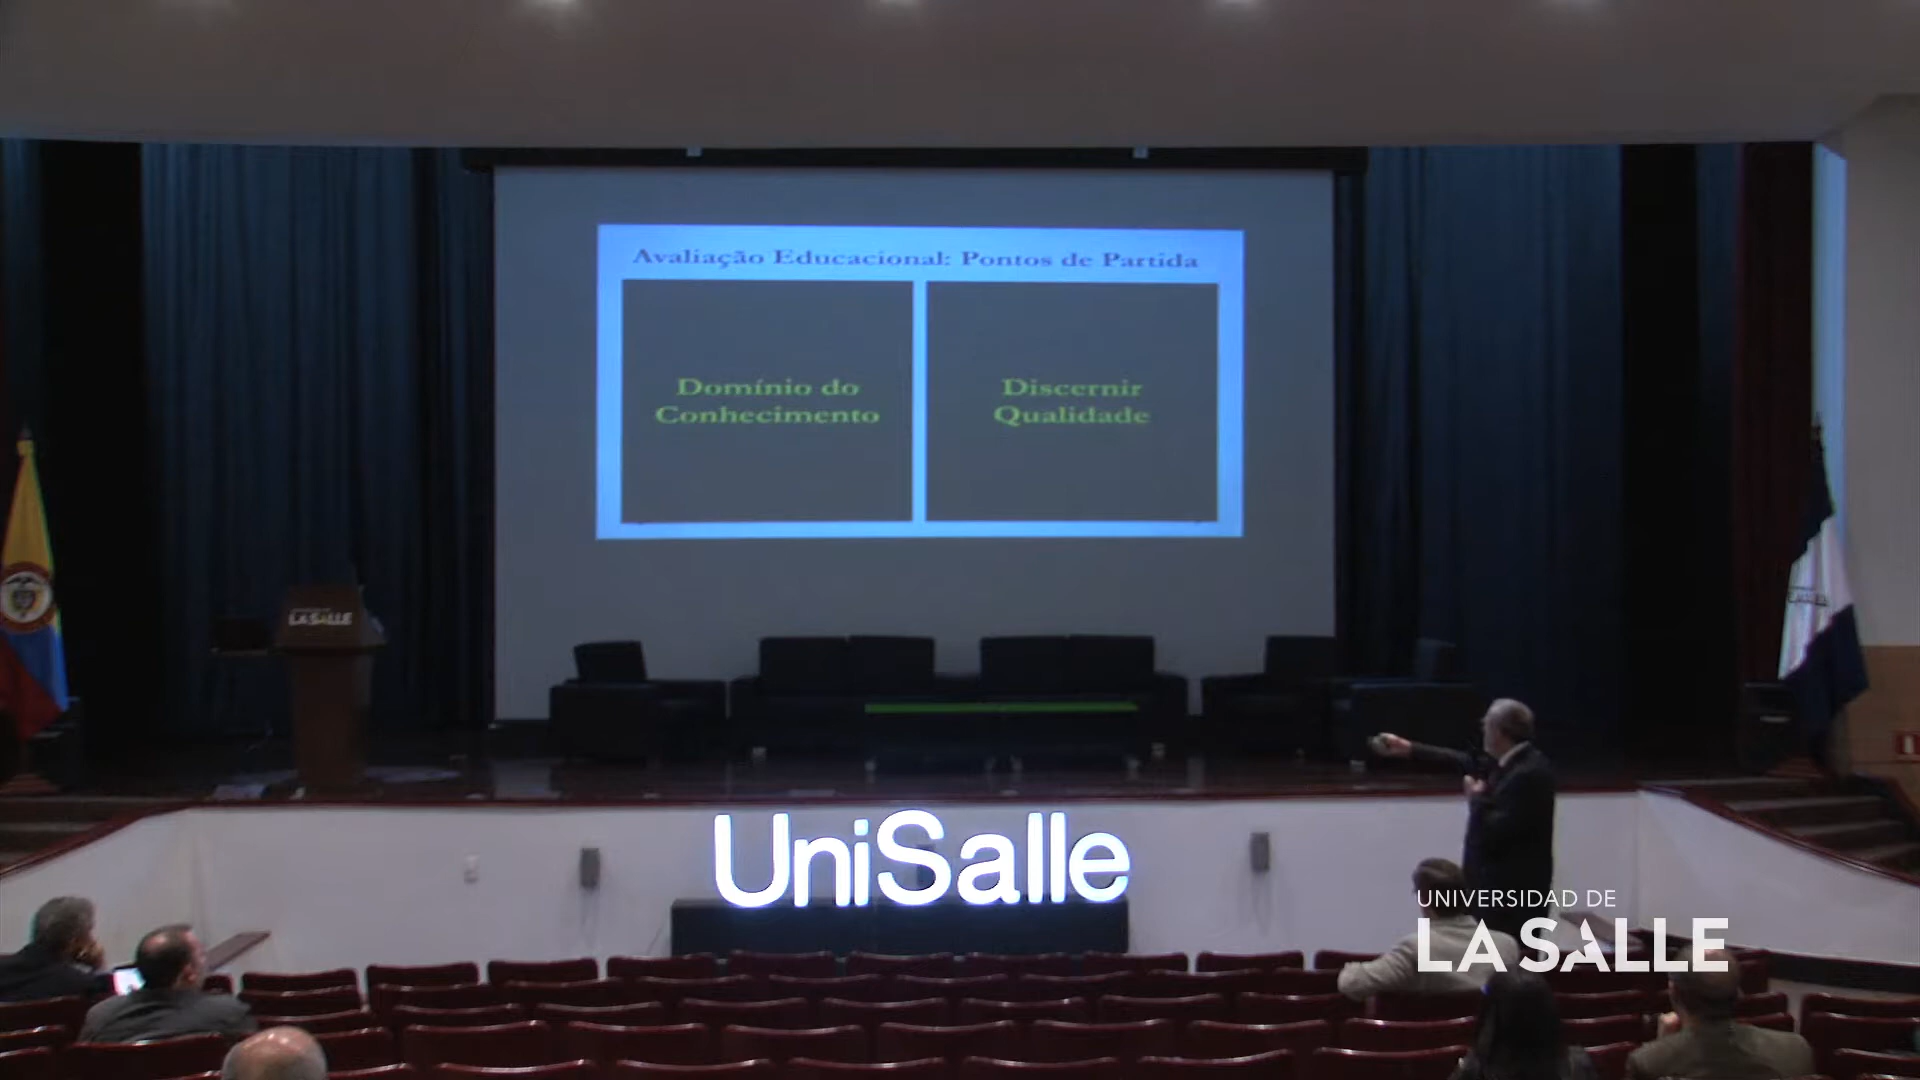 Avaliação Educacional: Pontos de Partida
Domínio do
Conhecimento
Discernir
Qualidade
LA SALLE
UniSalle
UNIVERSIDAD DE
LA SALLE